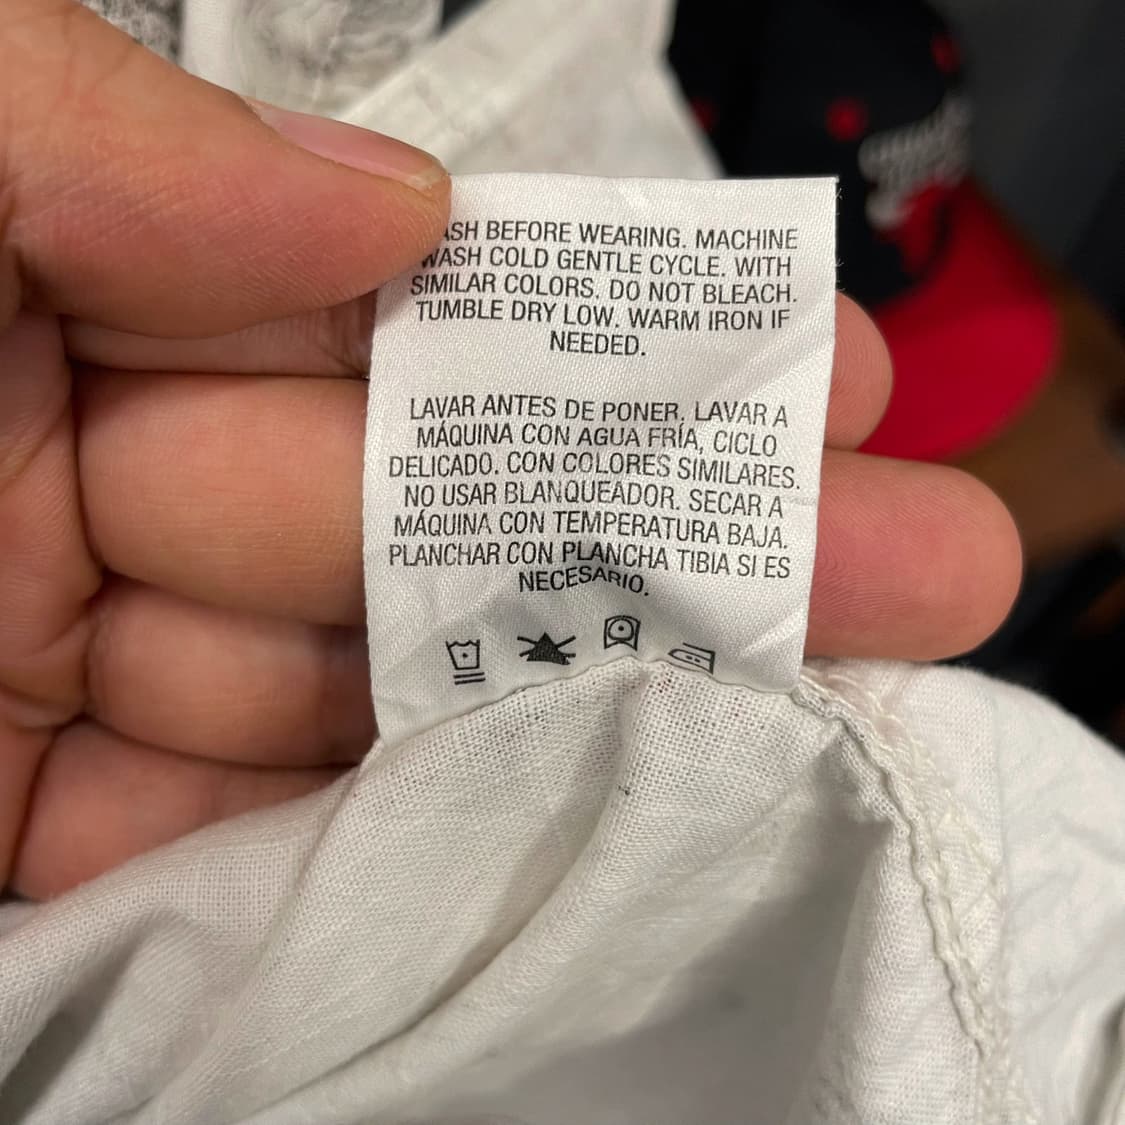 ASH BEFORE WEARING. MACHINE
WASH COLD GENTLE CYCLE. WITH
SIMILAR COLORS. DO NOT BLEACH.
TUMBLE DRY LOW. WARM IRON IF
NEEDED.
LAVAR ANTES DE PONER. LAVAR A
MÁQUINA CON AGUA FRÍA, CICLO
DELICADO. CON COLORES SIMILARES.
NO USAR BLANQUEADOR. SECAR A
MÁQUINA CON TEMPERATURA BAJA.
PLANCHAR CON PLANCHA TIBIA SI ES
NECESARIO.